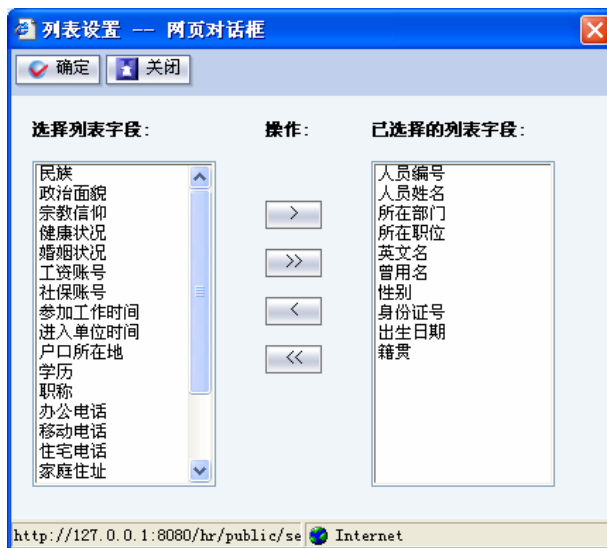 列表设置 -- 网页对话框
确定 关闭
选择列表字段: 操作: 已选择的列表字段:
民族
政治面貌
宗教信仰
健康状况
婚姻状况
工资账号
社保账号
参加工作时间
进入单位时间
户口所在地
学历
职称
办公电话
移动电话
住宅电话
家庭住址
>
>>
<
<<
人员编号
人员姓名
所在部门
所在职位
英文名
曾用名
性别
身份证号
出生日期
籍贯
http://127.0.0.1:8080/hr/public/se Internet